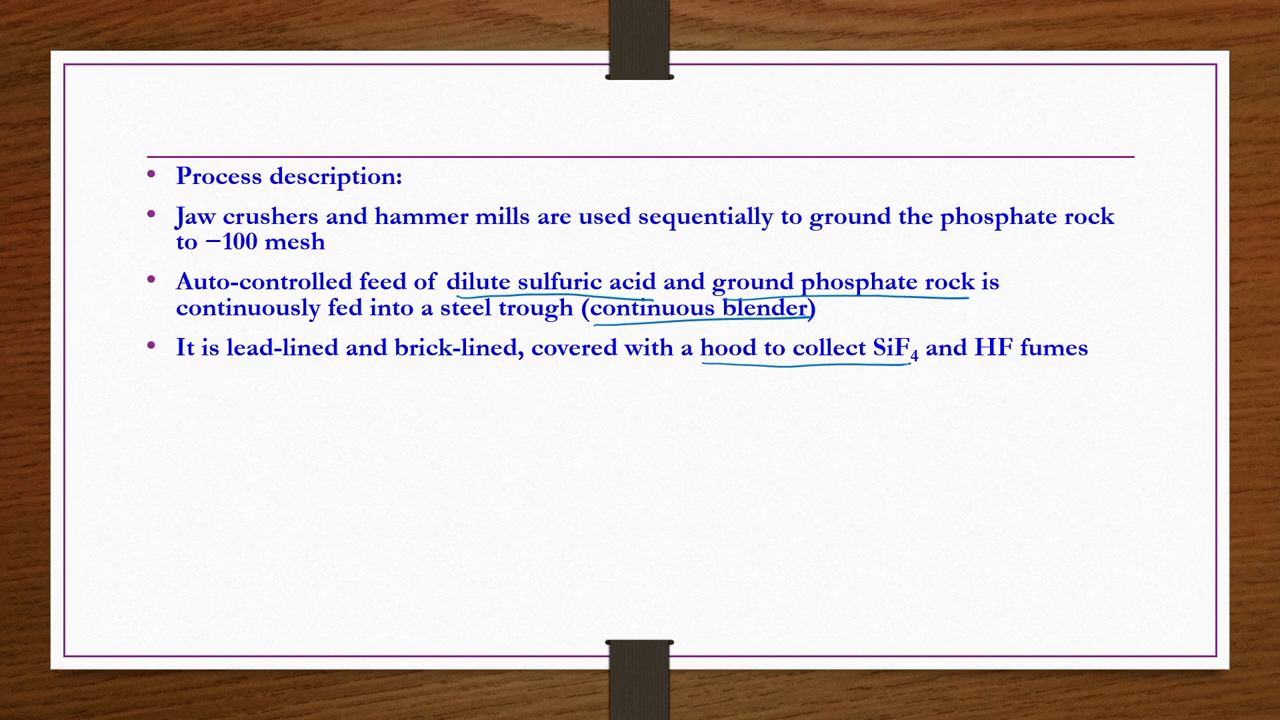 • Process description:
• Jaw crushers and hammer mills are used sequentially to ground the phosphate rock
to −100 mesh
• Auto-controlled feed of dilute sulfuric acid and ground phosphate rock is
continuously fed into a steel trough (continuous blender)
• It is lead-lined and brick-lined, covered with a hood to collect SiF₄ and HF fumes